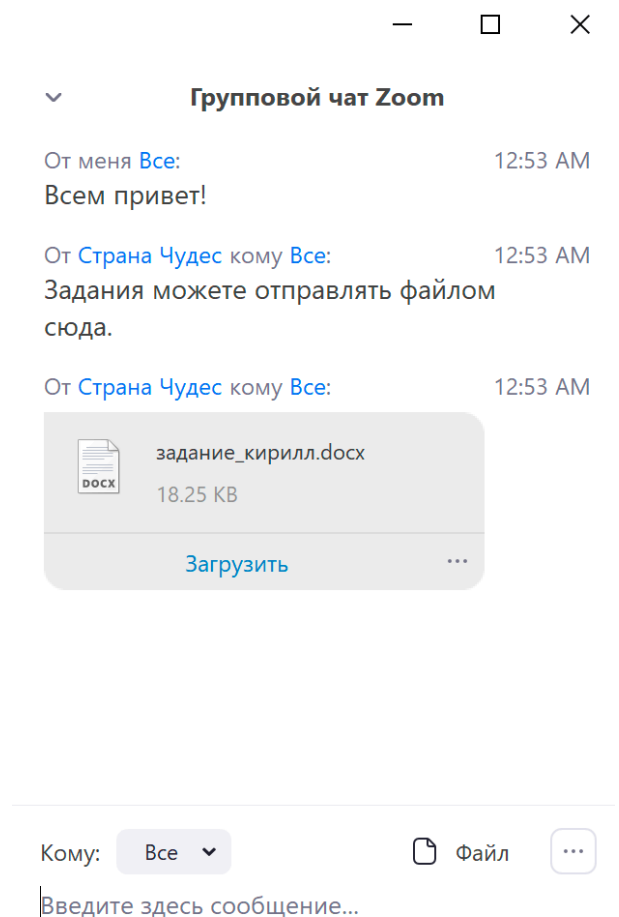 Групповой чат Zoom
От меня Все: 12:53 AM
Всем привет!
От Страна Чудес кому Все: 12:53 AM
Задания можете отправлять файлом
сюда.
От Страна Чудес кому Все: 12:53 AM
задание_кирилл.docx
DOCX
18.25 KB
Загрузить
Кому: Все Файл
Введите здесь сообщение...